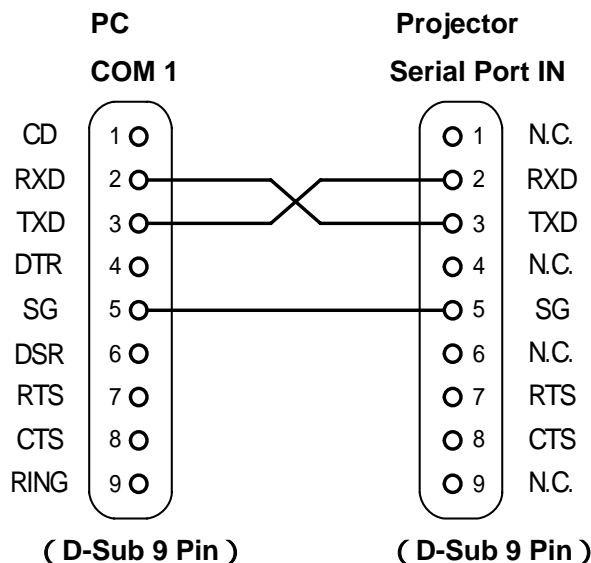 PC Projector
COM 1 Serial Port IN
CD 1 1 N.C.
RXD 2 2 RXD
TXD 3 3 TXD
DTR 4 4 N.C.
SG 5 5 SG
DSR 6 6 N.C.
RTS 7 7 RTS
CTS 8 8 CTS
RING 9 9 N.C.
( D-Sub 9 Pin ) ( D-Sub 9 Pin )